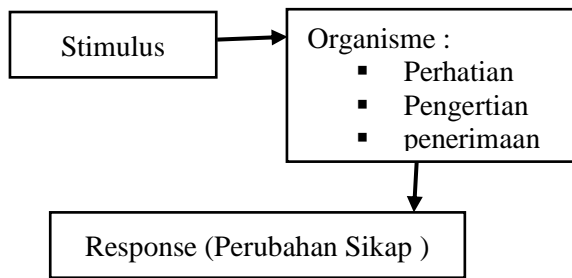 Stimulus
Organisme :
▪ Perhatian
▪ Pengertian
▪ penerimaan
Response (Perubahan Sikap )